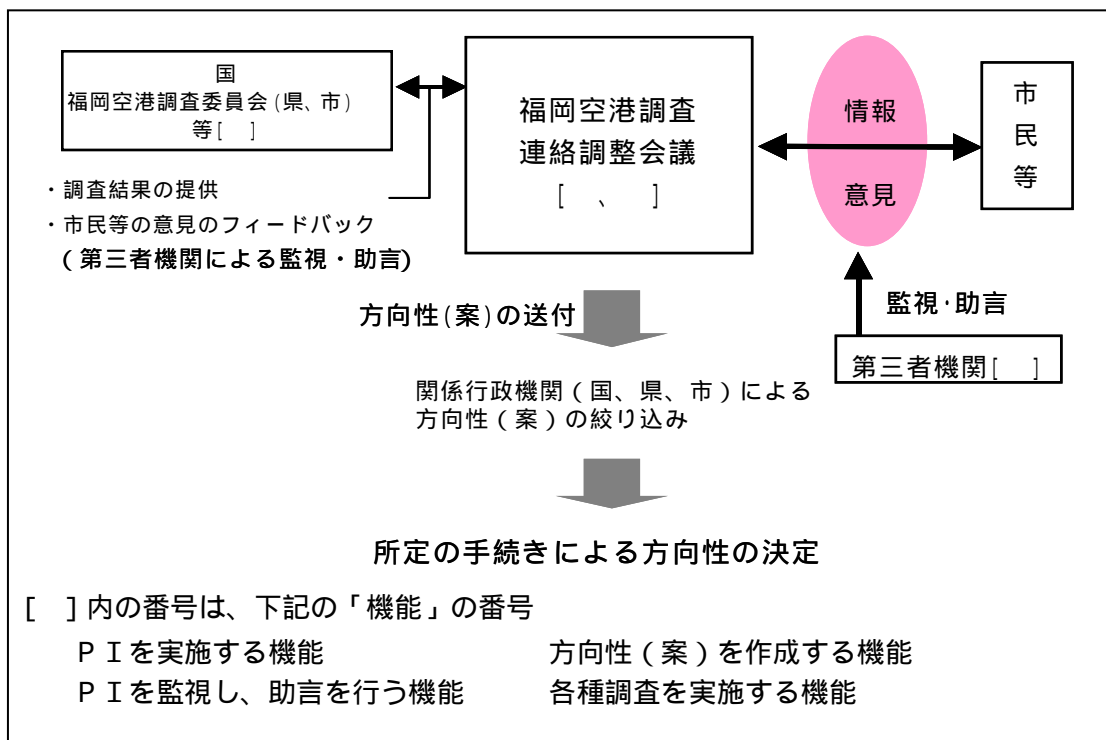 国
福岡空港調査委員会(県、市)
等[ ]
福岡空港調査
連絡調整会議
[ 、 ]
情報
意見
市
民
等
・調査結果の提供
・市民等の意見のフィードバック
(第三者機関による監視・助言)
監視・助言
第三者機関[ ]
方向性(案)の送付
関係行政機関(国、県、市)による
方向性(案)の絞り込み
所定の手続きによる方向性の決定
[ ]内の番号は、下記の「機能」の番号
PIを実施する機能 方向性(案)を作成する機能
PIを監視し、助言を行う機能 各種調査を実施する機能